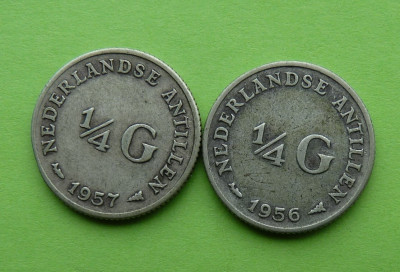 NEDERLANDSE ANTILLEN
1/4 G
1957
NEDERLANDSE ANTILLEN
1/4 G
1956